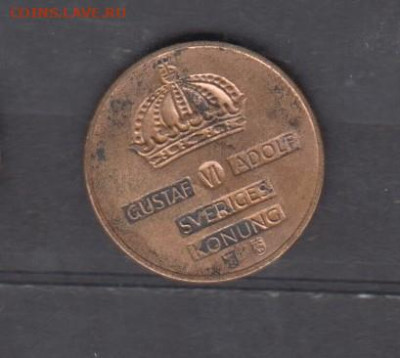 COINS.LAVE.RU
GUSTAF VI ADOLF
SVERIGES
KONUNG